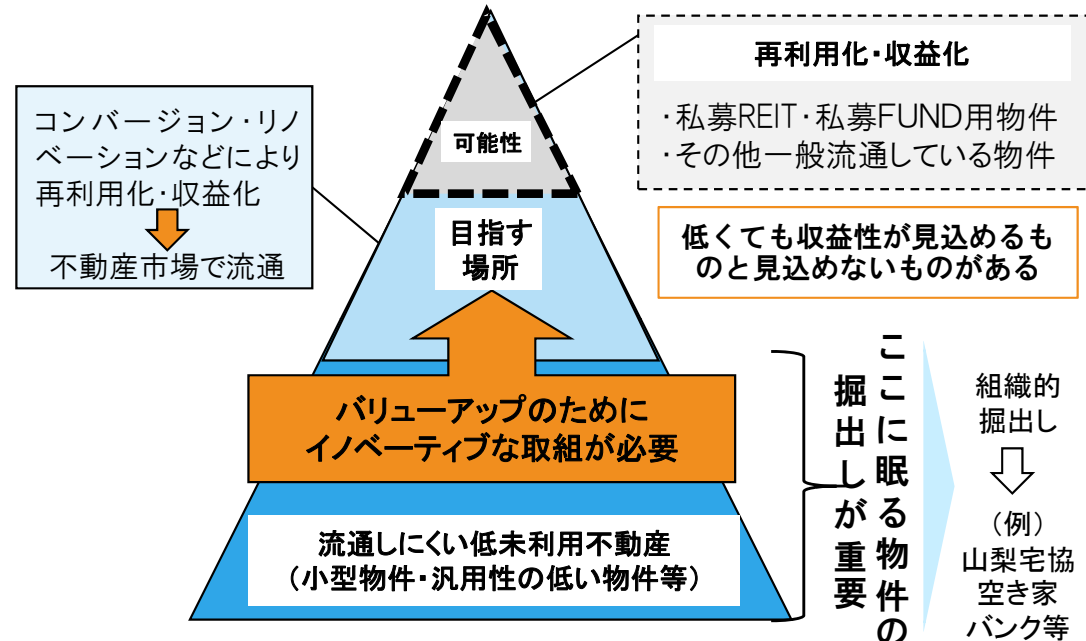 可能性
目指す
場所
バリューアップのために
イノベーティブな取組が必要
流通しにくい低未利用不動産
（小型物件・汎用性の低い物件等）
コンバージョン・リノ
ベーションなどにより
再利用化・収益化
不動産市場で流通
再利用化・収益化
・私募REIT・私募FUND用物件
・その他一般流通している物件
低くても収益性が見込めるも
のと見込めないものがある
ここに眠る物件の
掘出しが重要
組織的
掘出し
（例）
山梨宅協
空き家
バンク等